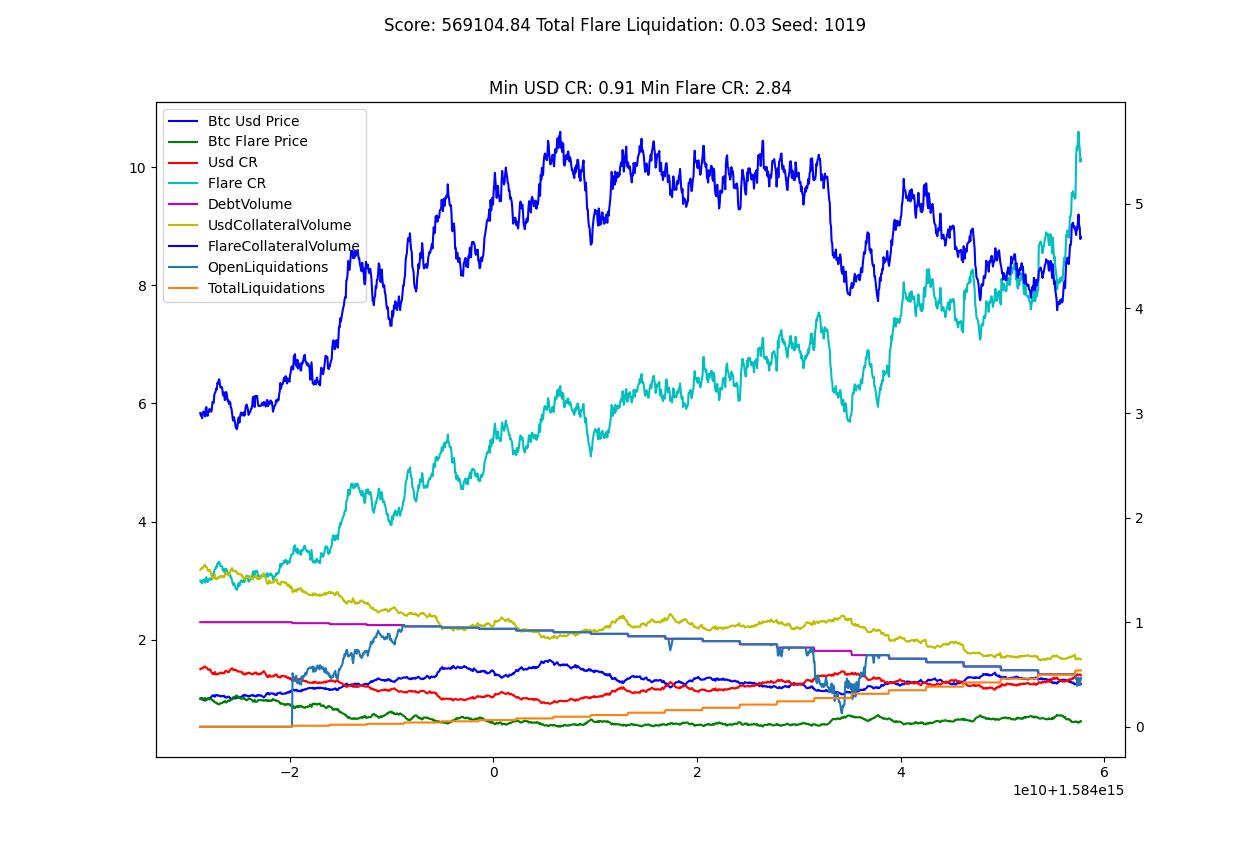 Score: 569104.84 Total Flare Liquidation: 0.03 Seed: 1019
Min USD CR: 0.91 Min Flare CR: 2.84
Btc Usd Price
Btc Flare Price
Usd CR
Flare CR
DebtVolume
UsdCollateralVolume
FlareCollateralVolume
OpenLiquidations
TotalLiquidations
10
8
6
4
2
5
4
3
2
1
0
−2
0
2
4
6
1e10+1.584e15